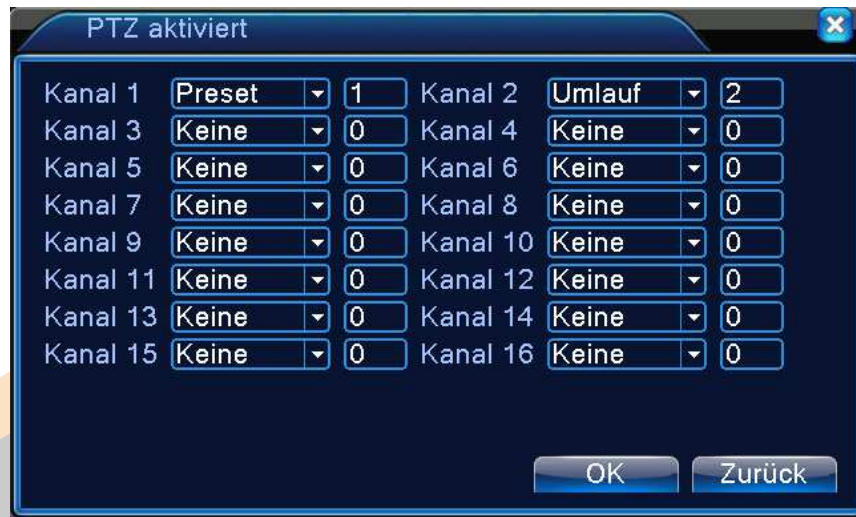 PTZ aktiviert
Kanal 1 Preset 1 Kanal 2 Umlauf 2
Kanal 3 Keine 0 Kanal 4 Keine 0
Kanal 5 Keine 0 Kanal 6 Keine 0
Kanal 7 Keine 0 Kanal 8 Keine 0
Kanal 9 Keine 0 Kanal 10 Keine 0
Kanal 11 Keine 0 Kanal 12 Keine 0
Kanal 13 Keine 0 Kanal 14 Keine 0
Kanal 15 Keine 0 Kanal 16 Keine 0
OK Zurück